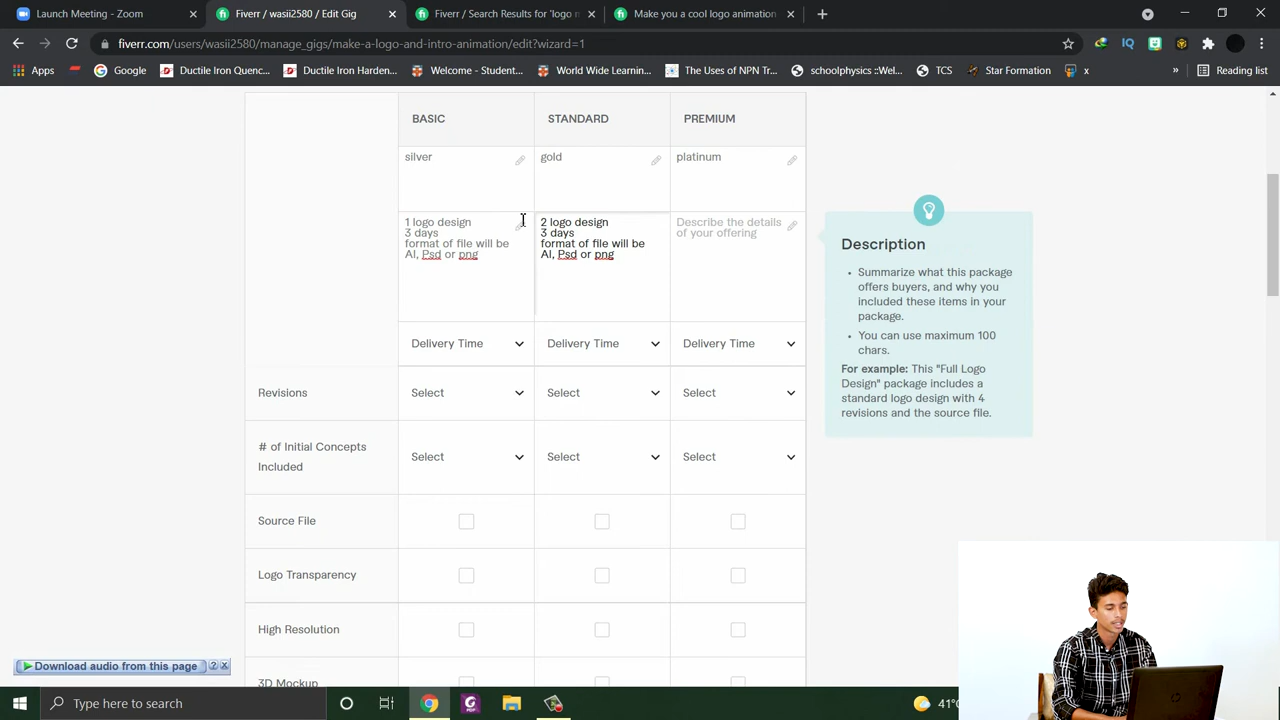 Launch Meeting - Zoom
Fiverr / wasii2580 / Edit Gig
Fiverr / Search Results for 'logo m
Make you a cool logo animation
fiverr.com/users/wasii2580/manage_gigs/make-a-logo-and-intro-animation/edit?wizard=1
Apps
Google
Ductile Iron Quenc...
Ductile Iron Harden...
Welcome - Student...
World Wide Learnin...
The Uses of NPN Tr...
schoolphysics ::Wel...
TCS
Star Formation
x
Reading list
BASIC
STANDARD
PREMIUM
silver
gold
platinum
1 logo design
3 days
format of file will be
AI, Psd or png
2 logo design
3 days
format of file will be
AI, Psd or png
Describe the details
of your offering
Description
Summarize what this package
offers buyers, and why you
included these items in your
package.
You can use maximum 100
chars.
For example: This "Full Logo
Design" package includes a
standard logo design with 4
revisions and the source file.
Delivery Time
Delivery Time
Delivery Time
Revisions
Select
Select
Select
# of Initial Concepts
Included
Select
Select
Select
Source File
Logo Transparency
High Resolution
3D Mockup
Download audio from this page
Type here to search
41°